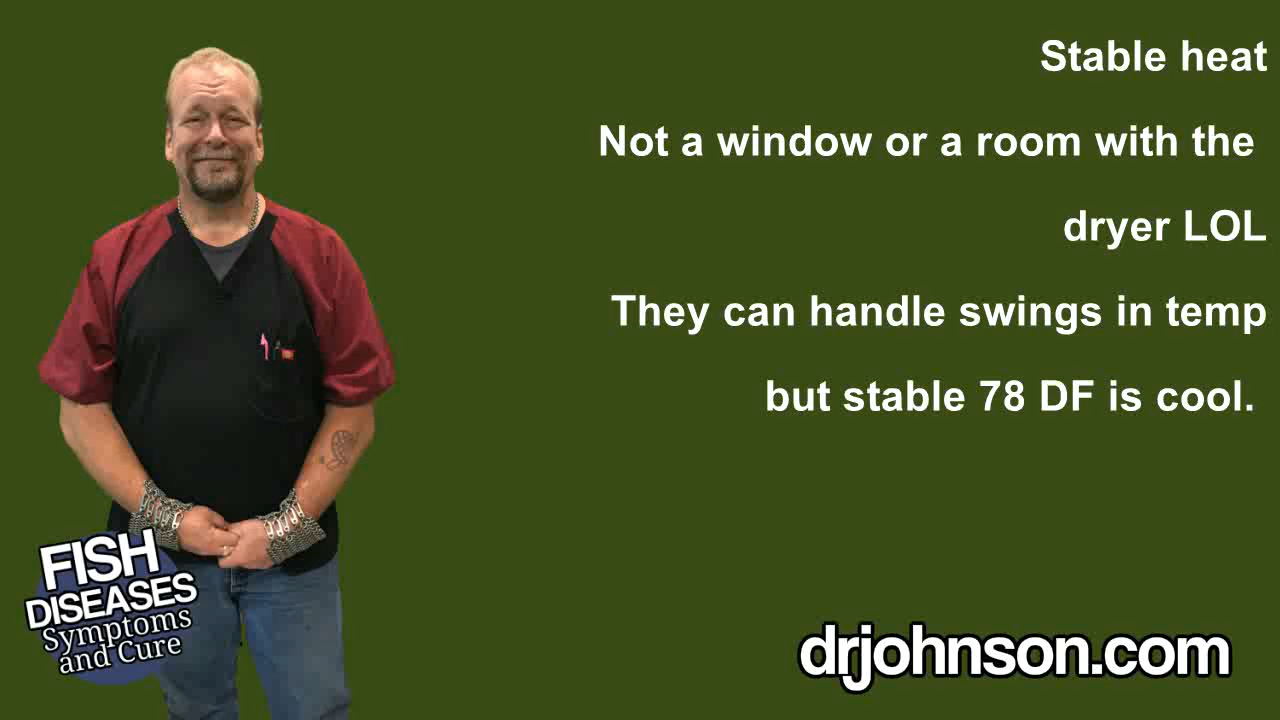 Stable heat
Not a window or a room with the
dryer LOL
They can handle swings in temp
but stable 78 DF is cool.
FISH
DISEASES
Symptoms
and Cure
drjohnson.com